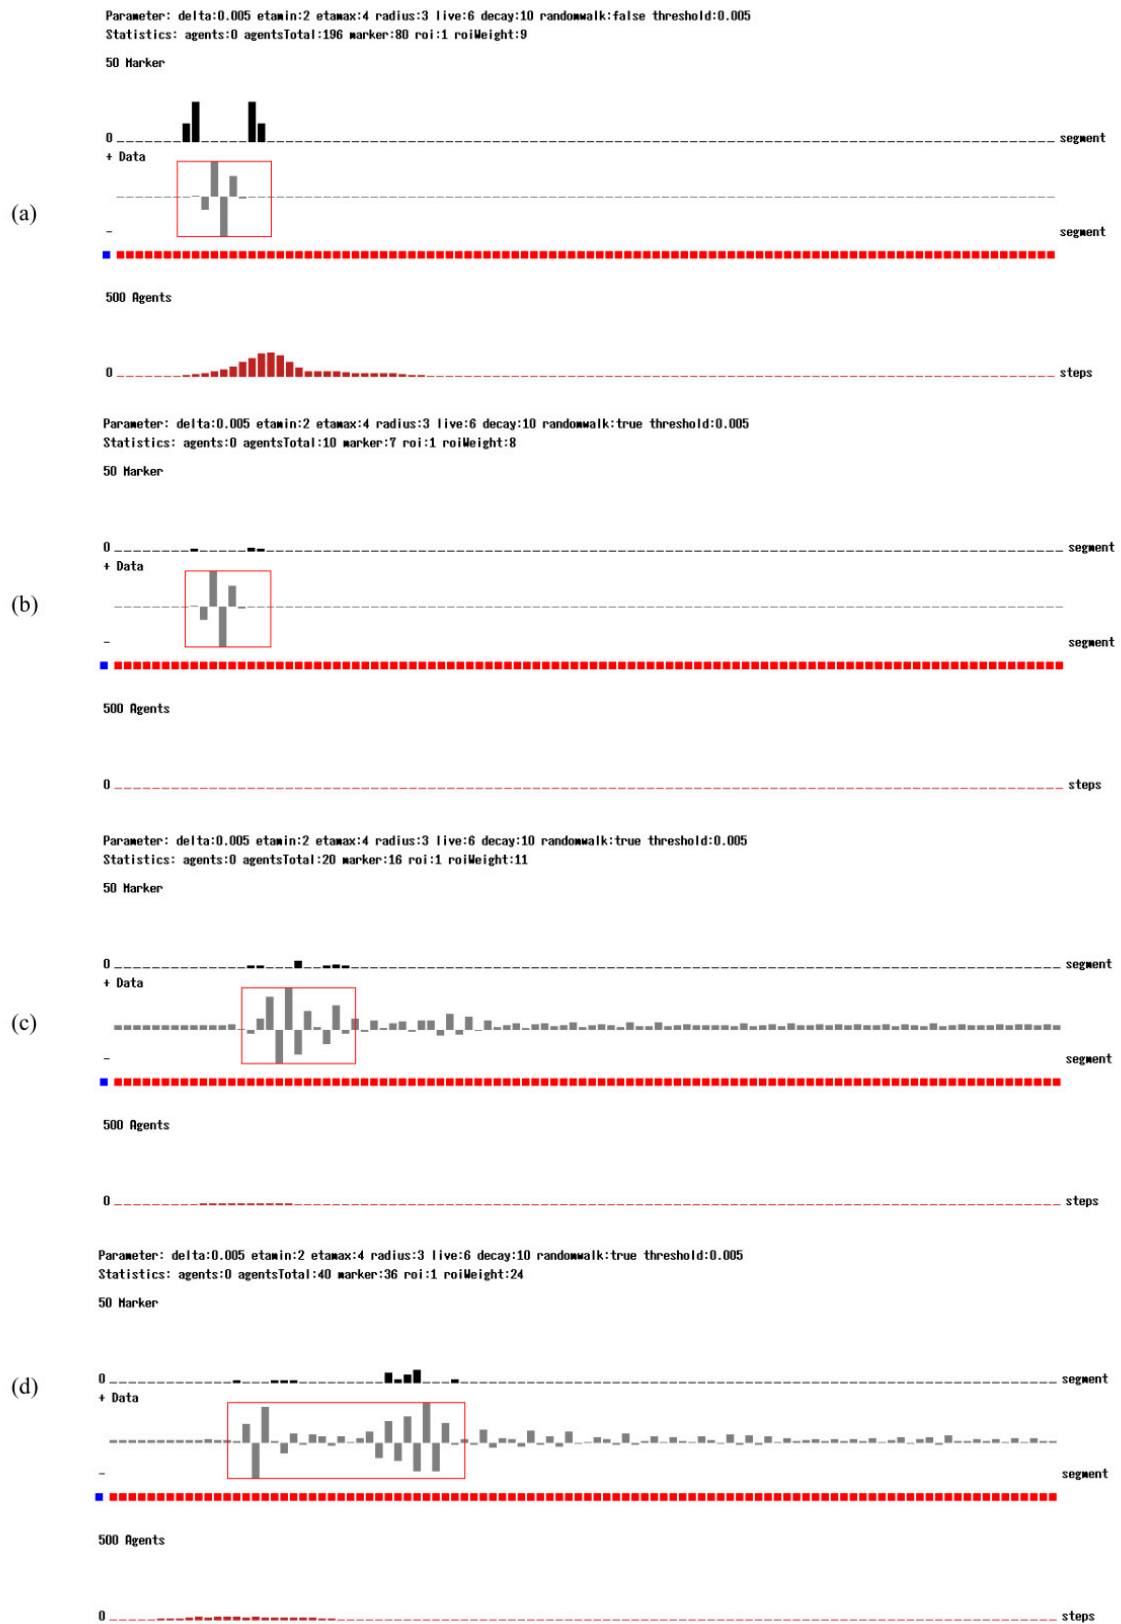 Parameter: delta:0.005 etamin:2 etamax:4 radius:3 live:6 decay:10 randomwalk:false threshold:0.005
Statistics: agents:0 agentsTotal:196 marker:80 roi:1 roiWeight:9
50 Marker
0 segment
+ Data
(a)
- segment
500 Agents
0 steps
Parameter: delta:0.005 etamin:2 etamax:4 radius:3 live:6 decay:10 randomwalk:true threshold:0.005
Statistics: agents:0 agentsTotal:10 marker:7 roi:1 roiWeight:8
50 Marker
0 segment
+ Data
(b)
- segment
500 Agents
0 steps
Parameter: delta:0.005 etamin:2 etamax:4 radius:3 live:6 decay:10 randomwalk:true threshold:0.005
Statistics: agents:0 agentsTotal:20 marker:16 roi:1 roiWeight:11
50 Marker
0 segment
+ Data
(c)
- segment
500 Agents
0 steps
Parameter: delta:0.005 etamin:2 etamax:4 radius:3 live:6 decay:10 randomwalk:true threshold:0.005
Statistics: agents:0 agentsTotal:40 marker:36 roi:1 roiWeight:24
50 Marker
0 segment
(d)
+ Data
- segment
500 Agents
0 steps